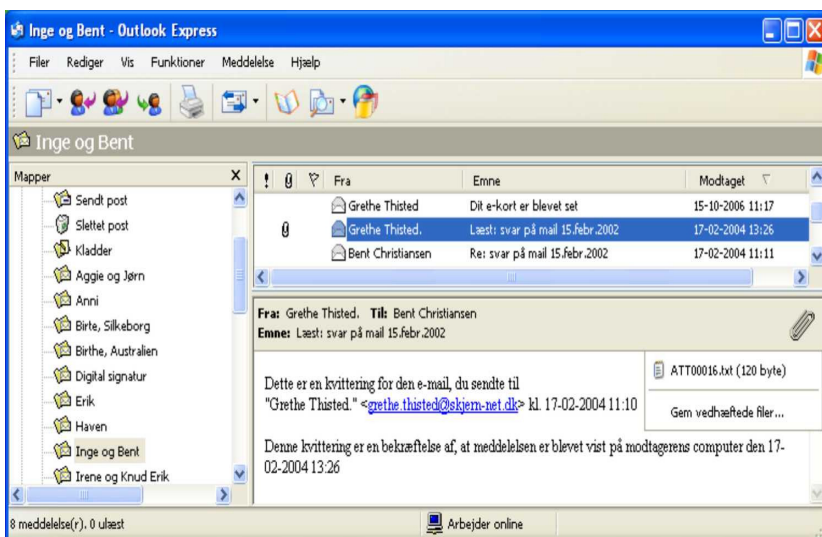 Inge og Bent - Outlook Express
Filer Rediger Vis Funktioner Meddelelse Hjælp
Inge og Bent
Mapper X
Sendt post
Slettet post
Kladder
Aggie og Jørn
Anni
Birte, Silkeborg
Birthe, Australien
Digital signatur
Erik
Haven
Inge og Bent
Irene og Knud Erik
! Fra Emne Modtaget
Grethe Thisted Dit e-kort er blevet set 15-10-2006 11:17
Grethe Thisted. Læst: svar på mail 15.febr.2002 17-02-2004 13:26
Bent Christiansen Re: svar på mail 15.febr.2002 17-02-2004 11:11
Fra: Grethe Thisted. Til: Bent Christiansen
Emne: Læst: svar på mail 15.febr.2002
ATT00016.txt (120 byte)
Gem vedhæftede filer...
Dette er en kvittering for den e-mail, du sendte til
"Grethe Thisted." <grethe.thisted@skjern-net.dk> kl. 17-02-2004 11:10
Denne kvittering er en bekræftelse af, at meddelelsen er blevet vist på modtagerens computer den 17-
02-2004 13:26
8 meddelelse(r), 0 ulæst Arbejder online